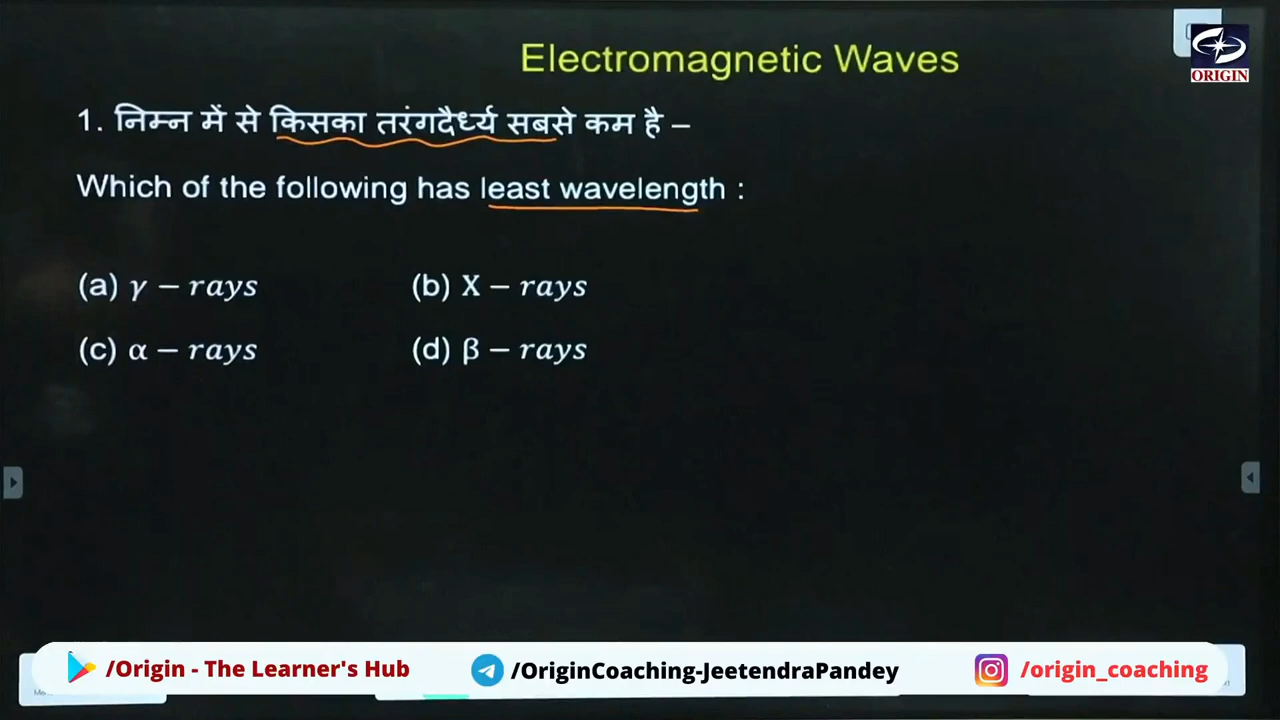 Electromagnetic Waves
ORIGIN
1. निम्न में से किसका तरंगदैर्ध्य सबसे कम है –
Which of the following has least wavelength :
(a) γ – rays (b) X – rays
(c) α – rays (d) β – rays
/Origin - The Learner's Hub /OriginCoaching-JeetendraPandey /origin_coaching